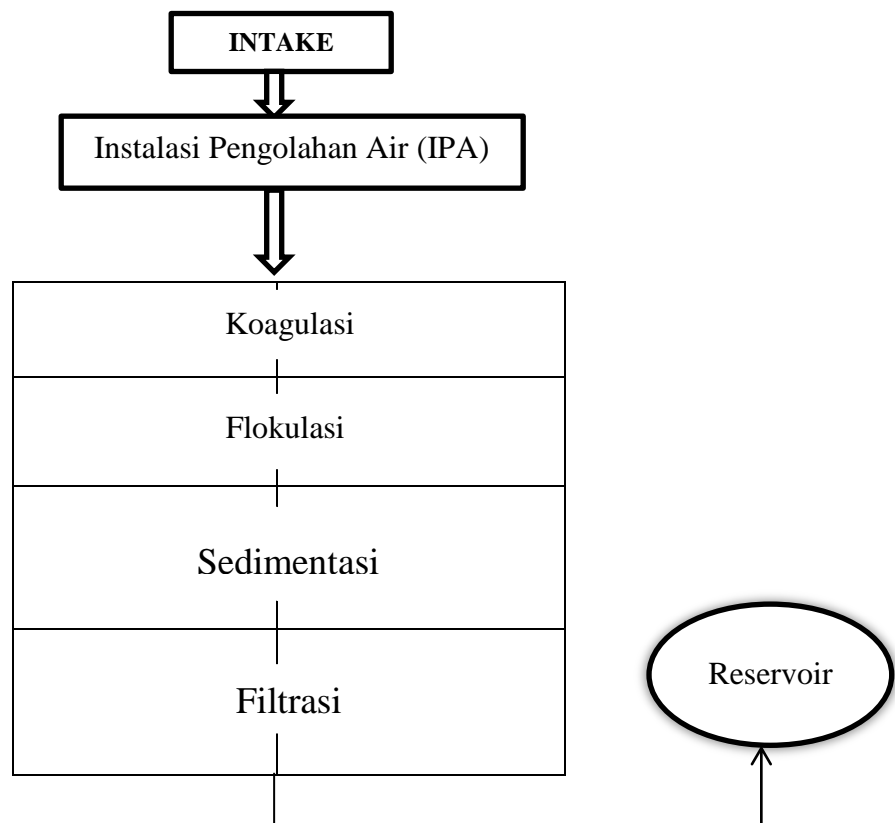 INTAKE
Instalasi Pengolahan Air (IPA)
Koagulasi
Flokulasi
Sedimentasi
Filtrasi
Reservoir